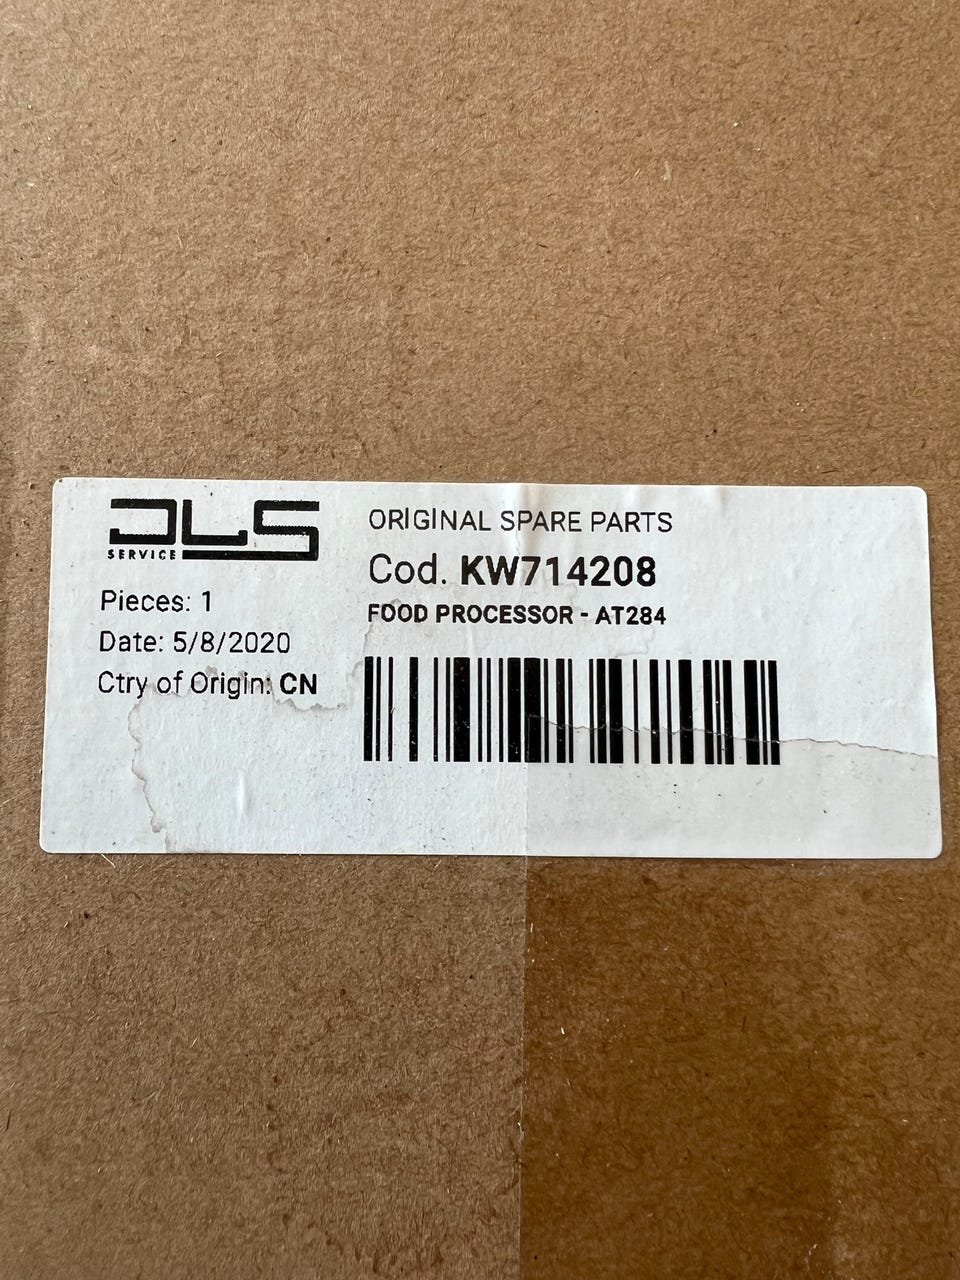 DLS
SERVICE
Pieces: 1
Date: 5/8/2020
Ctry of Origin: CN
ORIGINAL SPARE PARTS
Cod. KW714208
FOOD PROCESSOR - AT284